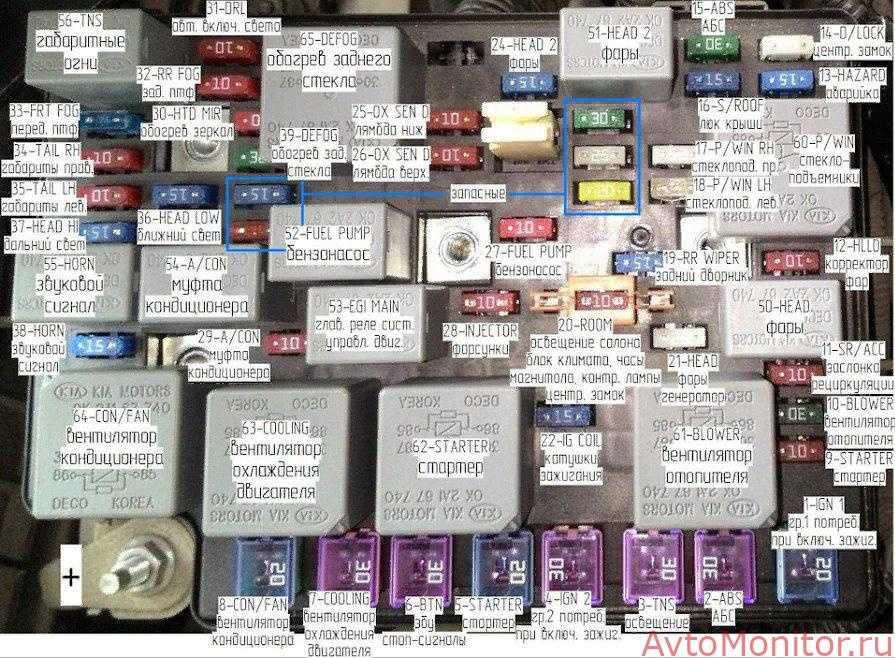 31-DRL
авт. включ. света
56-TNS
габаритные
огни
65-DEFOG
обогрев заднего
стекла
32-RR FOG
зад. птф
24-HEAD 2
фары
51-HEAD 2
фары
15-ABS
АБС
14-D/LOCK
центр. замок
13-HAZARD
аварийка
33-FRT FOG
перед. птф
30-HTD MIR
обогрев зеркал
34-TAIL RH
габариты прав.
39-DEFOG
обогрев зад.
стекла
25-OX SEN D
лямбда ниж
26-OX SEN D
лямбда верх.
16-S/ROOF
люк крыши
17-P/WIN RH
стеклопод. пр.
18-P/WIN LH
стеклопод. лев.
60-P/WIN
стекло-
подъемники
35-TAIL LH
габариты лев.
36-HEAD LOW
ближний свет
37-HEAD HI
дальний свет
запасные
52-FUEL PUMP
бензонасос
27-FUEL PUMP
бензонасос
19-RR WIPER
задний дворник
12-HLLD
корректор
фар
55-HORN
звуковой
сигнал
54-A/CON
муфта
кондиционера
53-EGI MAIN
глав. реле сист.
управл. двиг.
28-INJECTOR
форсунки
20-ROOM
освещение салона
блок климата, часы
магнитола, контр. лампы
центр. замок
50-HEAD
фары
38-HORN
звуковой
сигнал
29-A/CON
муфта
кондиционера
21-HEAD
фары
генератор
11-SR/ACC
заслонка
рециркуляции
10-BLOWER
вентилятор
отопителя
9-STARTER
стартер
KIA MOTORS
64-CON/FAN
вентилятор
кондиционера
DECO KOREA
63-COOLING
вентилятор
охлаждения
двигателя
62-STARTER
стартер
22-IG COIL
катушки
зажигания
61-BLOWER
вентилятор
отопителя
1-IGN 1
гр.1 потреб.
при включ. зажиг.
+
8-CON/FAN
вентилятор
кондиционера
7-COOLING
вентилятор
охлаждения
двигателя
6-BTN
эбу
стоп-сигналы
5-STARTER
стартер
4-IGN 2
гр.2 потреб.
при включ. зажиг.
3-TNS
освещение
2-ABS
АБС
AvtoMonitor.ru